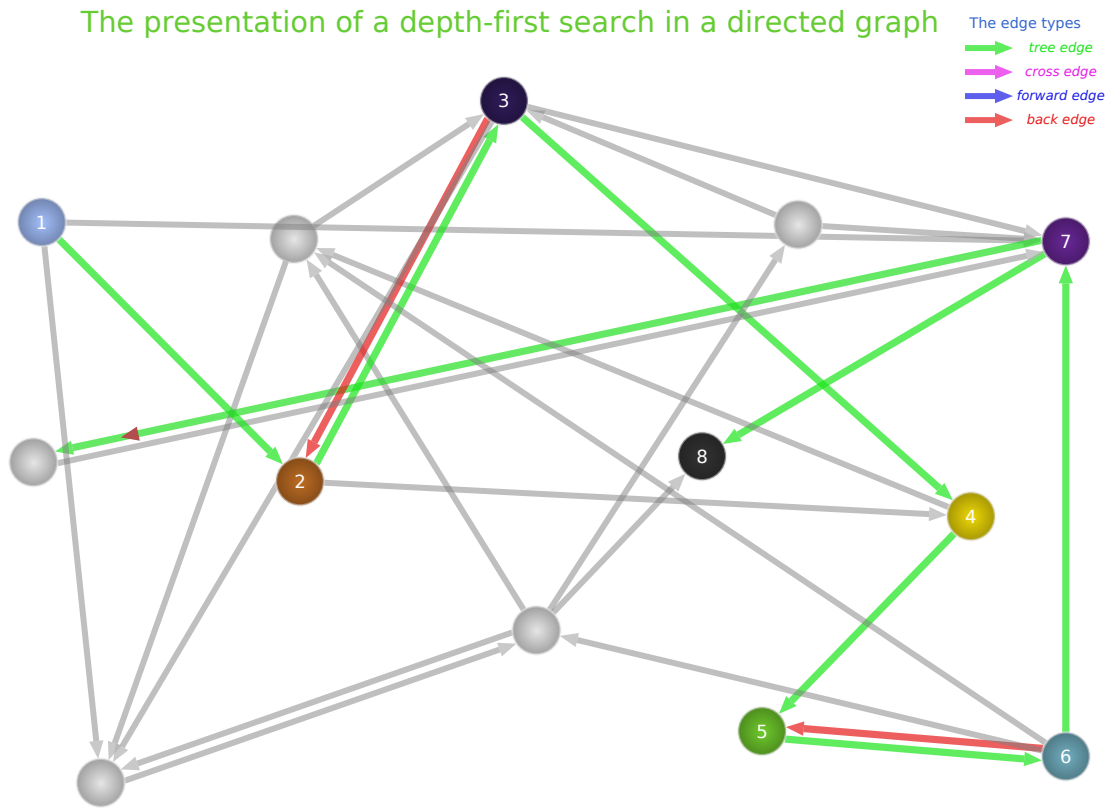 The presentation of a depth-first search in a directed graph
The edge types
tree edge
cross edge
forward edge
back edge
3
1
7
8
2
4
5
6